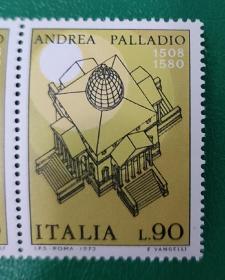 ANDREA PALLADIO
1508
1580
ITALIA L.90
I.P.S.-ROMA-1973 E VANGELLI